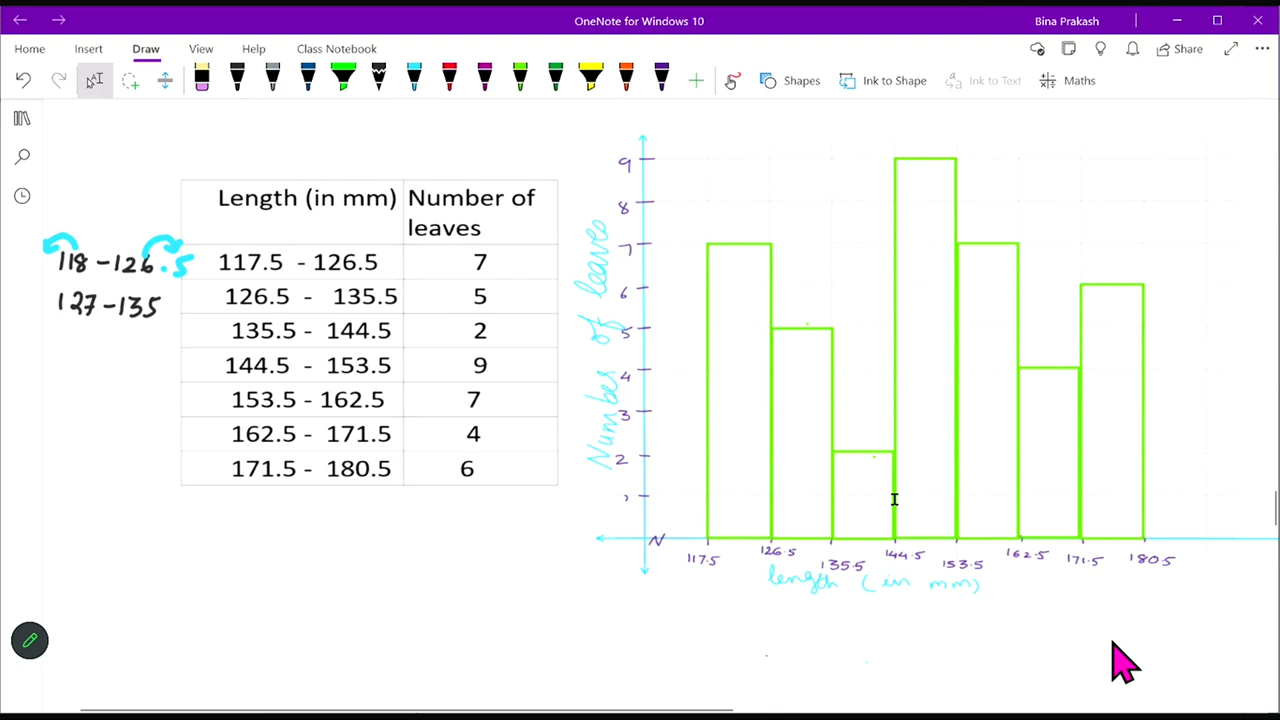 OneNote for Windows 10
Bina Prakash
Home Insert Draw View Help Class Notebook
Share
Shapes
Ink to Shape
Ink to Text
Maths
Length (in mm) Number of leaves
118 - 126.5
127 - 135
117.5 - 126.5 7
126.5 - 135.5 5
135.5 - 144.5 2
144.5 - 153.5 9
153.5 - 162.5 7
162.5 - 171.5 4
171.5 - 180.5 6
Number of leaves
9
8
7
6
5
4
3
2
117.5 126.5 135.5 144.5 153.5 162.5 171.5 180.5
length (in mm)